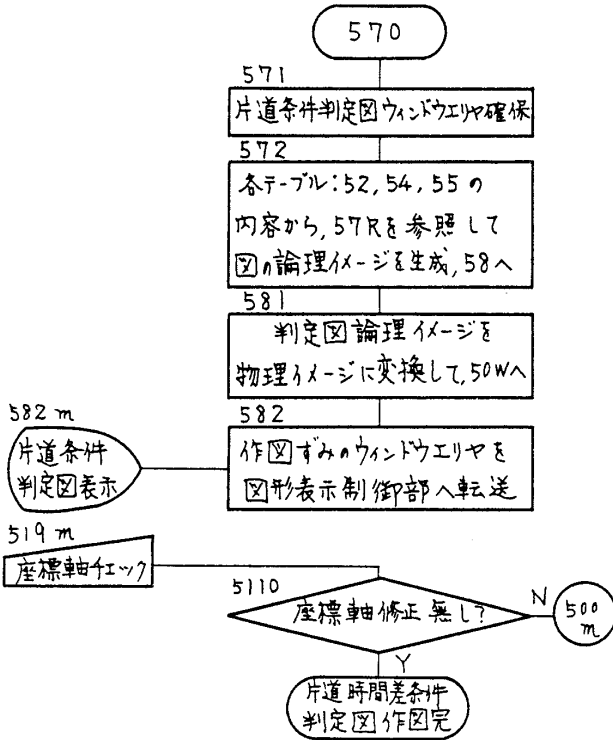 570
571
片道条件判定図ウィンドウエリヤ確保
572
各テーブル:52,54,55の
内容から,57Rを参照して
図の論理イメージを生成,58へ
581
判定図論理イメージを
物理イメージに変換して,50Wへ
582m
片道条件
判定図表示
582
作図ずみのウィンドウエリヤを
図形表示制御部へ転送
519m
座標軸チェック
5110
座標軸修正無し?
N
500
m
Y
片道時間差条件
判定図作図完